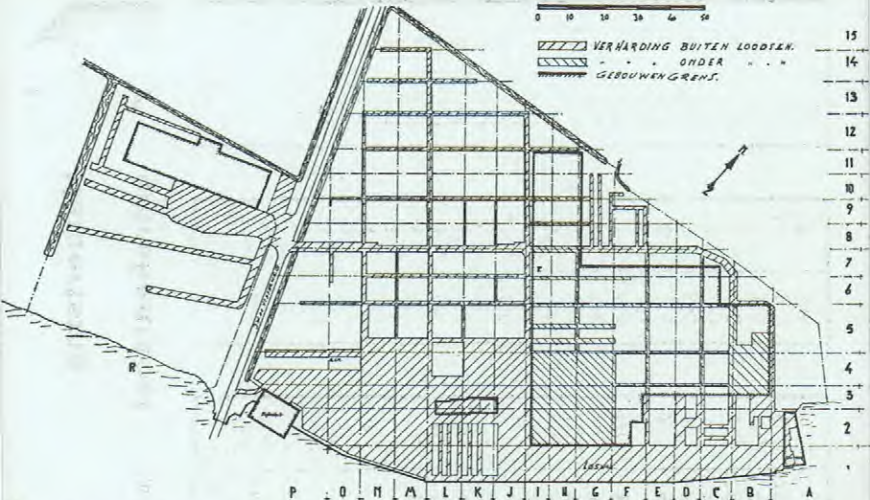 0 10 20 30 40 50
VERHARDING BUITEN LOODSEN.
" " " ONDER " " "
GEBOUWENGRENS.
15
14
13
12
11
10
9
8
7
6
5
4
3
2
1
R
P O N M L K J I H G F E D C B A